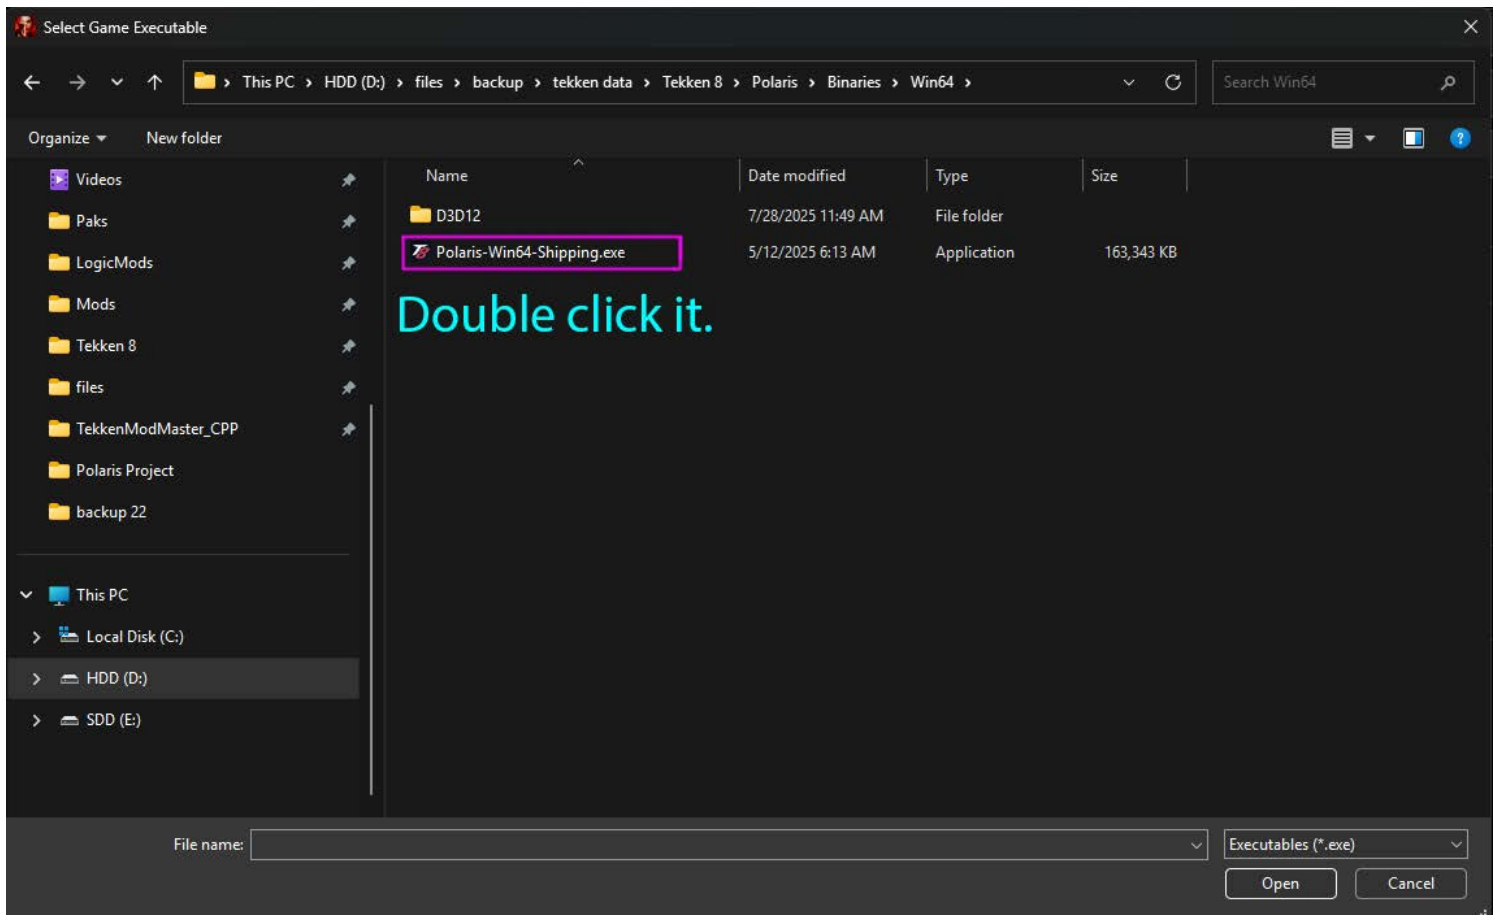 Select Game Executable
This PC > HDD (D:) > files > backup > tekken data > Tekken 8 > Polaris > Binaries > Win64 >
Search Win64
Organize
New folder
Name
Date modified
Type
Size
Videos
Paks
LogicMods
Mods
Tekken 8
files
TekkenModMaster_CPP
Polaris Project
backup 22
D3D12 7/28/2025 11:49 AM File folder
Polaris-Win64-Shipping.exe 5/12/2025 6:13 AM Application 163,343 KB
Double click it.
This PC
Local Disk (C:)
HDD (D:)
SDD (E:)
File name:
Executables (*.exe)
Open
Cancel